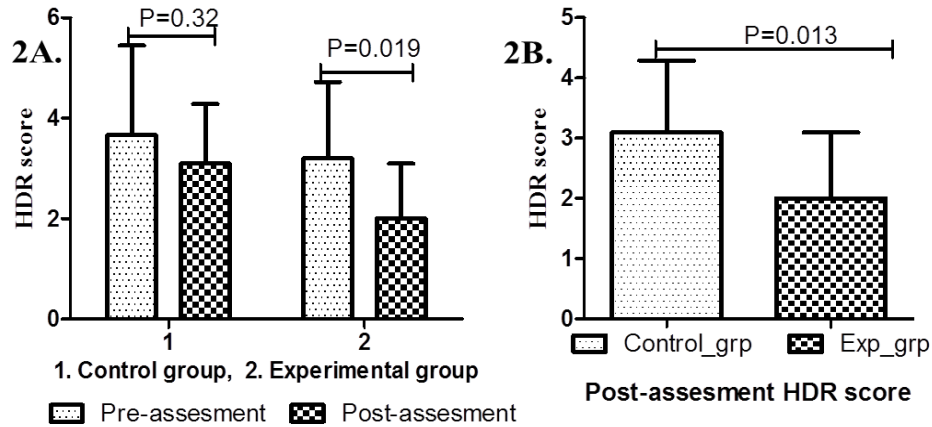 2A.
HDR score
6
4
2
0
P=0.32
P=0.019
1
2
1. Control group, 2. Experimental group
Pre-assesment
Post-assesment
2B.
HDR score
5
4
3
2
1
0
P=0.013
Control_grp
Exp_grp
Post-assesment HDR score